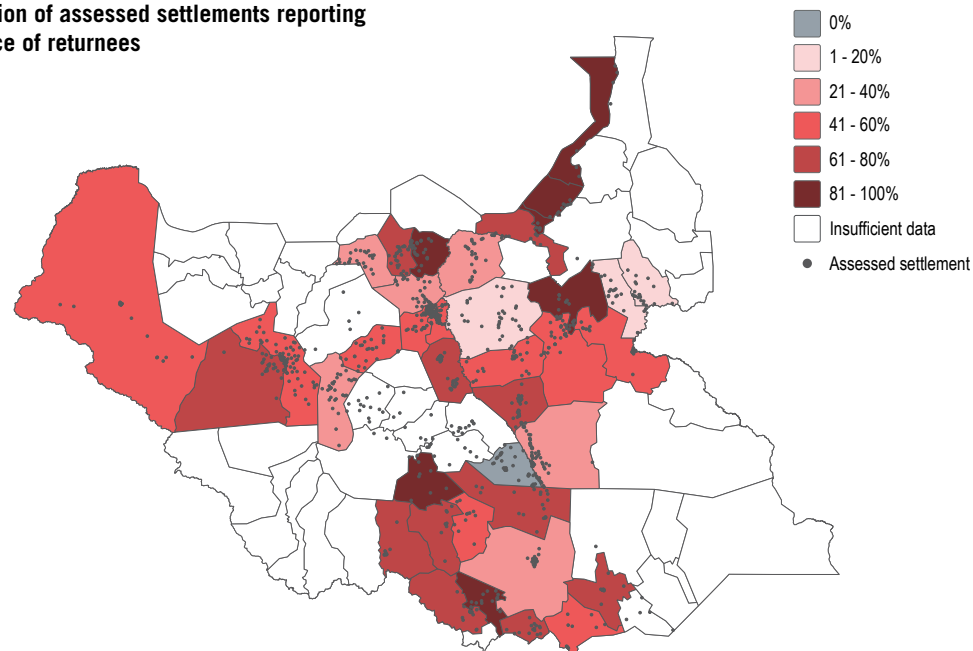 ion of assessed settlements reporting
ce of returnees
0%
1 - 20%
21 - 40%
41 - 60%
61 - 80%
81 - 100%
Insufficient data
Assessed settlement